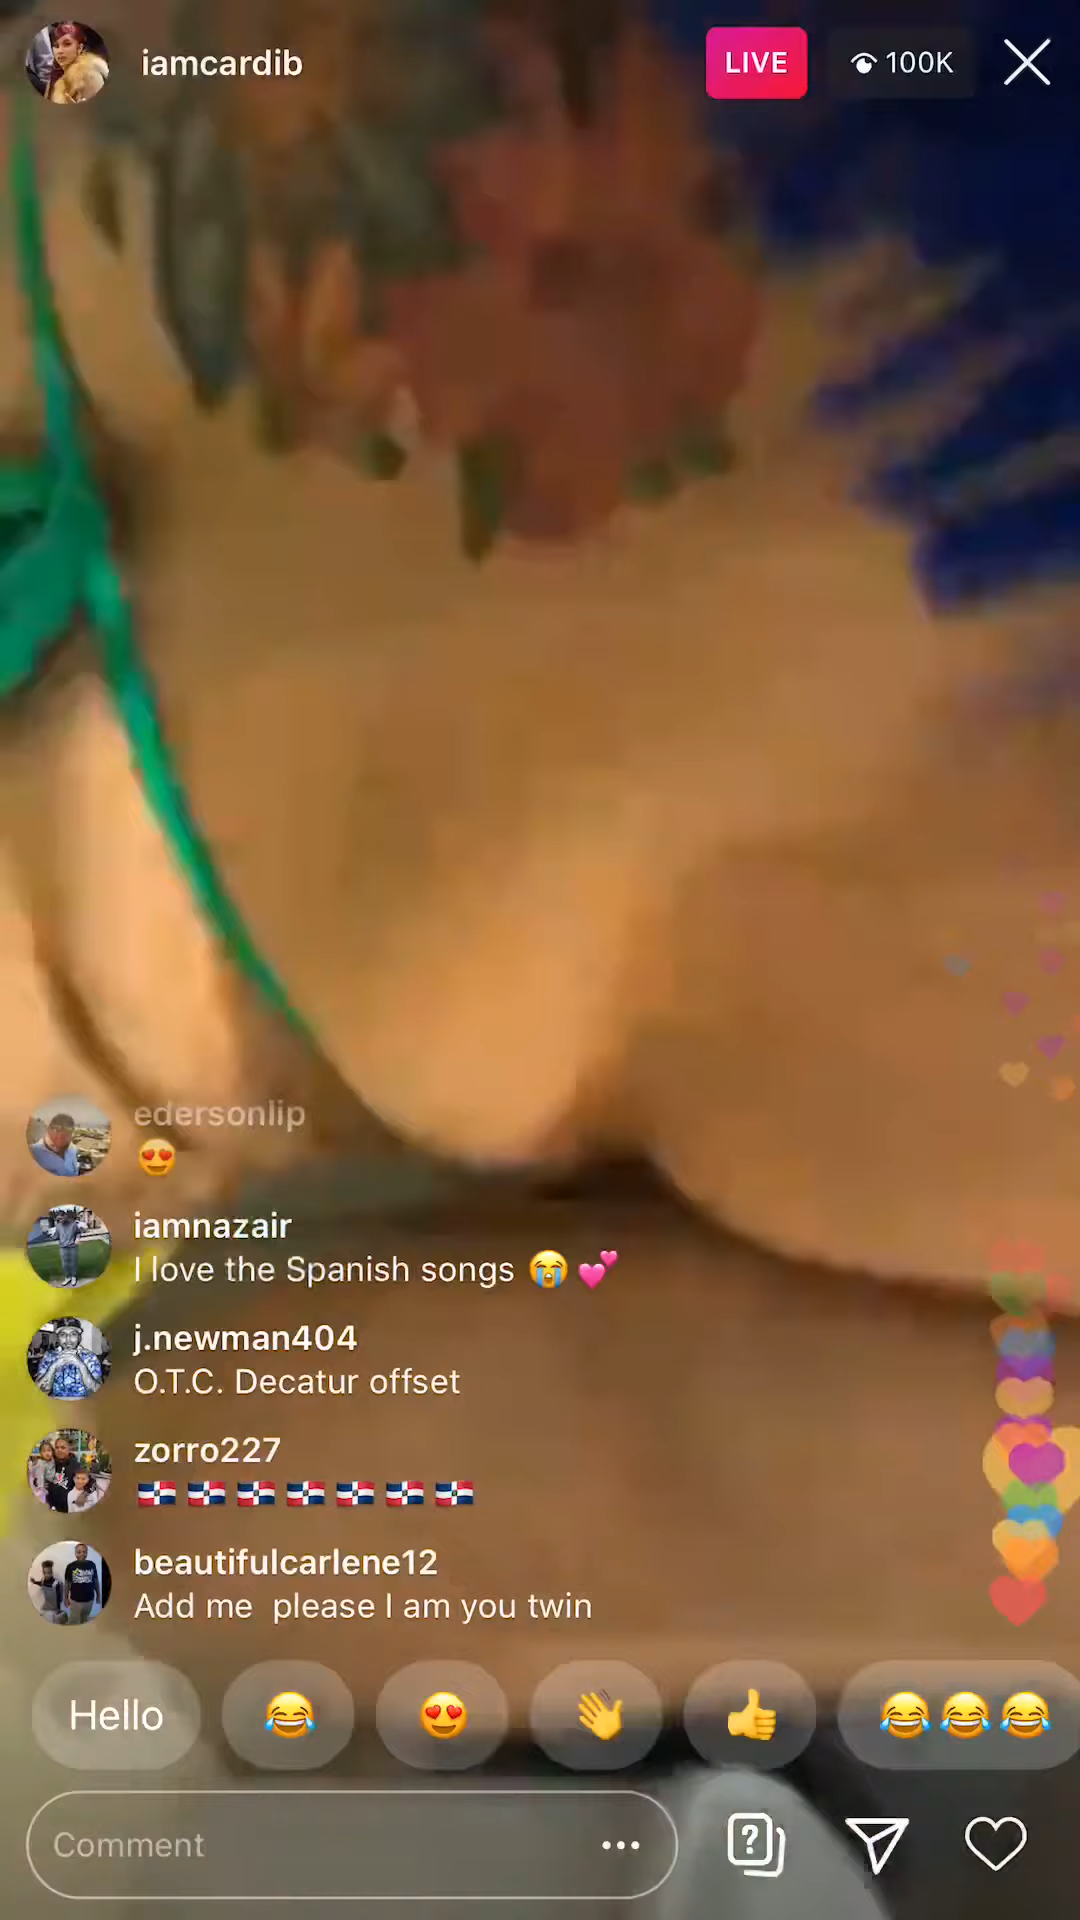 iamcardib
LIVE
100K
edersonlip
😍
iamnazair
I love the Spanish songs 😭 💕
j.newman404
O.T.C. Decatur offset
zorro227
🇩🇴 🇩🇴 🇩🇴 🇩🇴 🇩🇴 🇩🇴 🇩🇴
beautifulcarlene12
Add me  please I am you twin
Hello 😂 😍 👋 👍 😂 😂 😂
Comment